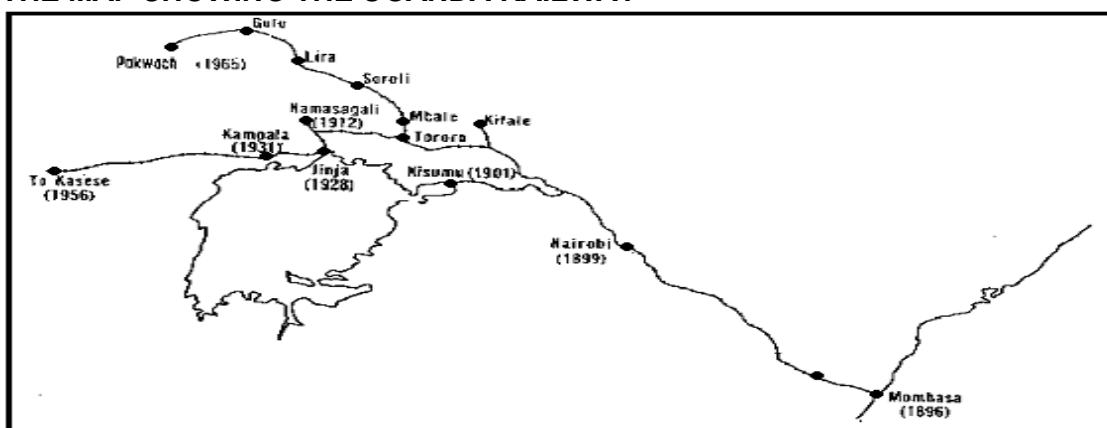 THE MAP SHOWING THE UGANDA RAILWAY
Gulu
Pakwach (1965)
Lira
Soroti
Namasagali
(1912)
Mbale
Kitale
Kampala
(1931)
Tororo
To Kasese
(1956)
Jinja
(1928)
Kisumu (1901)
Nairobi
(1899)
Mombasa
(1896)